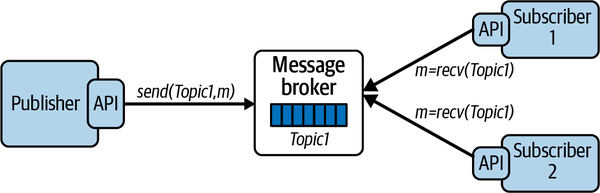 Publisher
API
send(Topic1,m)
Message
broker
Topic1
API
Subscriber
1
m=recv(Topic1)
m=recv(Topic1)
API
Subscriber
2